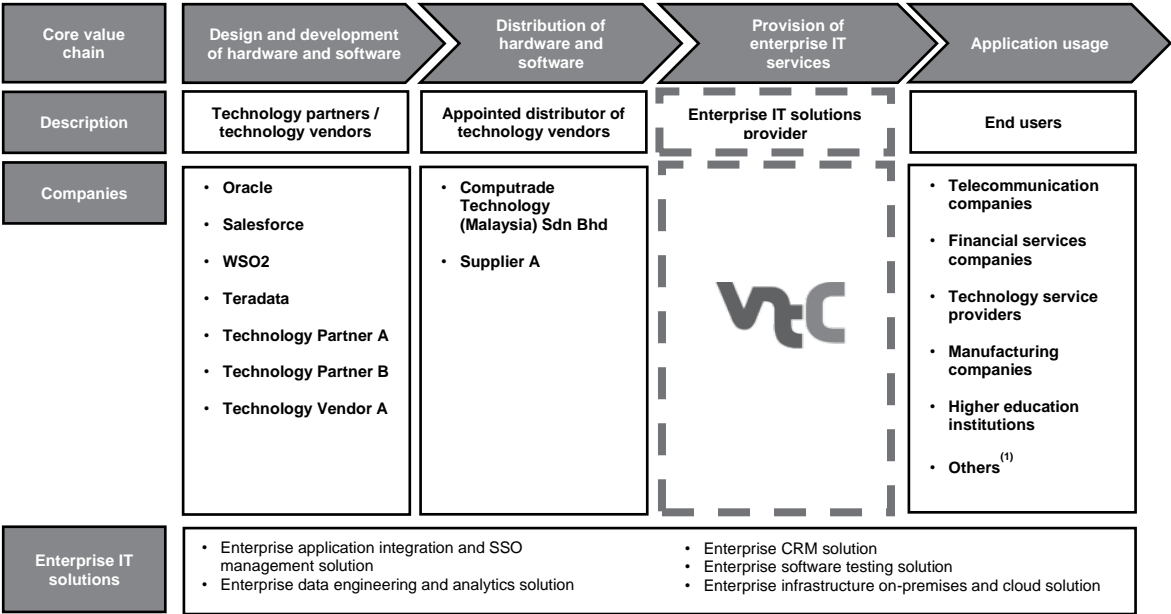 Core value
chain
Design and development
of hardware and software
Distribution of
hardware and
software
Provision of
enterprise IT
services
Application usage
Description
Technology partners /
technology vendors
Appointed distributor of
technology vendors
Enterprise IT solutions
provider
End users
Companies
• Oracle
• Salesforce
• WSO2
• Teradata
• Technology Partner A
• Technology Partner B
• Technology Vendor A
• Computrade
Technology
(Malaysia) Sdn Bhd
• Supplier A
vtc
• Telecommunication
companies
• Financial services
companies
• Technology service
providers
• Manufacturing
companies
• Higher education
institutions
• Others(1)
Enterprise IT
solutions
• Enterprise application integration and SSO
management solution
• Enterprise data engineering and analytics solution
• Enterprise CRM solution
• Enterprise software testing solution
• Enterprise infrastructure on-premises and cloud solution